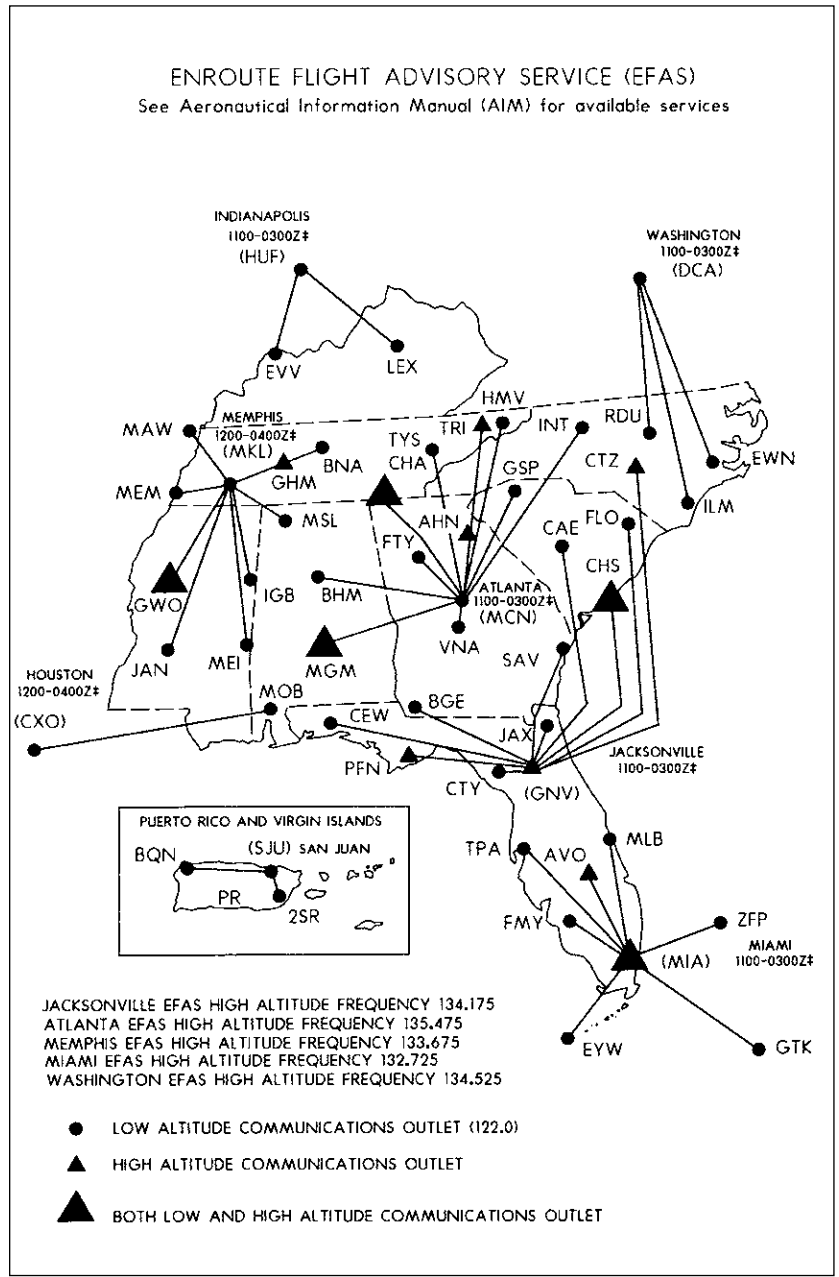 ENROUTE FLIGHT ADVISORY SERVICE (EFAS)
See Aeronautical Information Manual (AIM) for available services
INDIANAPOLIS
1100-0300Z‡
(HUF)
WASHINGTON
1100-0300Z‡
(DCA)
EVV
LEX
HMV
MAW
MEMPHIS
1200-0400Z‡
(MKL)
TRI
INT
RDU
TYS
BNA
CHA
GHM
CTZ
EWN
GSP
MEM
ILM
MSL
AHN
FLO
CAE
FTY
CHS
GWO
IGB
BHM
ATLANTA
1100-0300Z‡
(MCN)
VNA
JAN
MEI
MGM
SAV
HOUSTON
1200-0400Z‡
(CXO)
MOB
8GE
CEW
JAX
JACKSONVILLE
1100-0300Z‡
PFN
CTY
(GNV)
PUERTO RICO AND VIRGIN ISLANDS
BQN
(SJU) SAN JUAN
PR
2SR
TPA
AVO
MLB
FMY
ZFP
(MIA)
MIAMI
1100-0300Z‡
EYW
GTK
JACKSONVILLE EFAS HIGH ALTITUDE FREQUENCY 134.175
ATLANTA EFAS HIGH ALTITUDE FREQUENCY 135.475
MEMPHIS EFAS HIGH ALTITUDE FREQUENCY 133.675
MIAMI EFAS HIGH ALTITUDE FREQUENCY 132.725
WASHINGTON EFAS HIGH ALTITUDE FREQUENCY 134.525
LOW ALTITUDE COMMUNICATIONS OUTLET (122.0)
HIGH ALTITUDE COMMUNICATIONS OUTLET
BOTH LOW AND HIGH ALTITUDE COMMUNICATIONS OUTLET